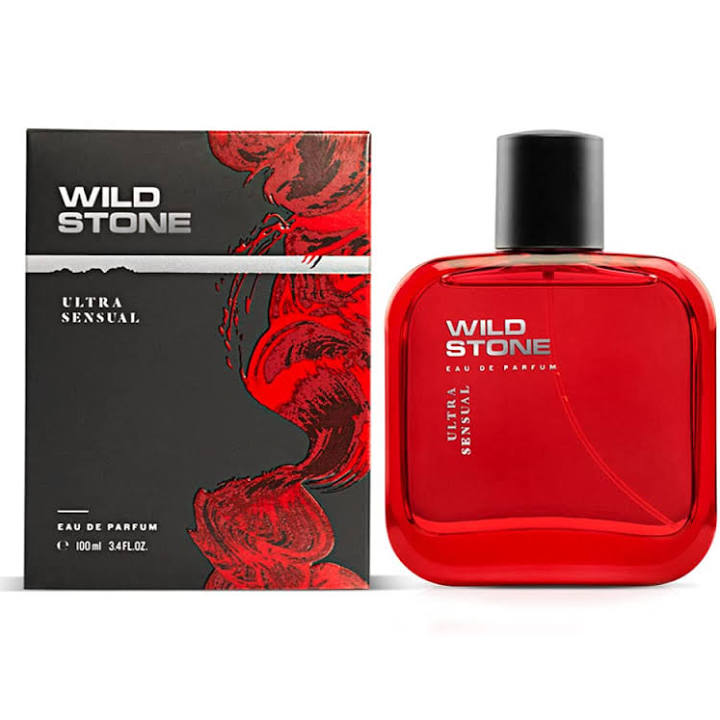 WILD
STONE
ULTRA
SENSUAL
EAU DE PARFUM
℮ 100ml 3.4FL.OZ.
WILD
STONE
EAU DE PARFUM
ULTRA
SENSUAL